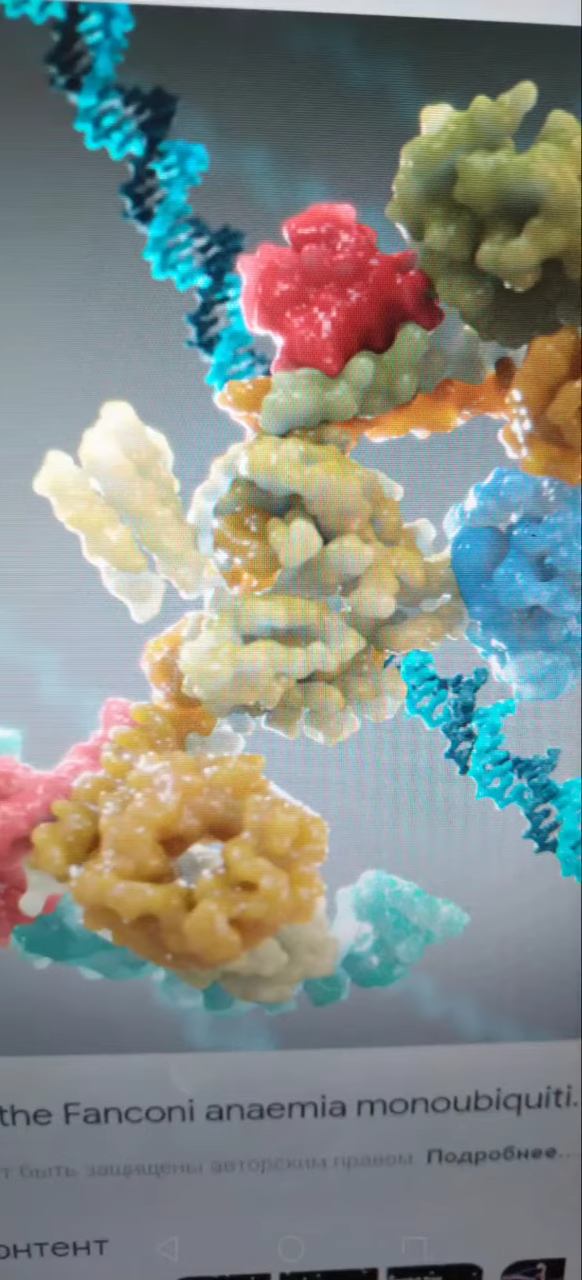 the Fanconi anaemia monoubiquiti...
т быть защищены авторским правом Подробнее...
онтент